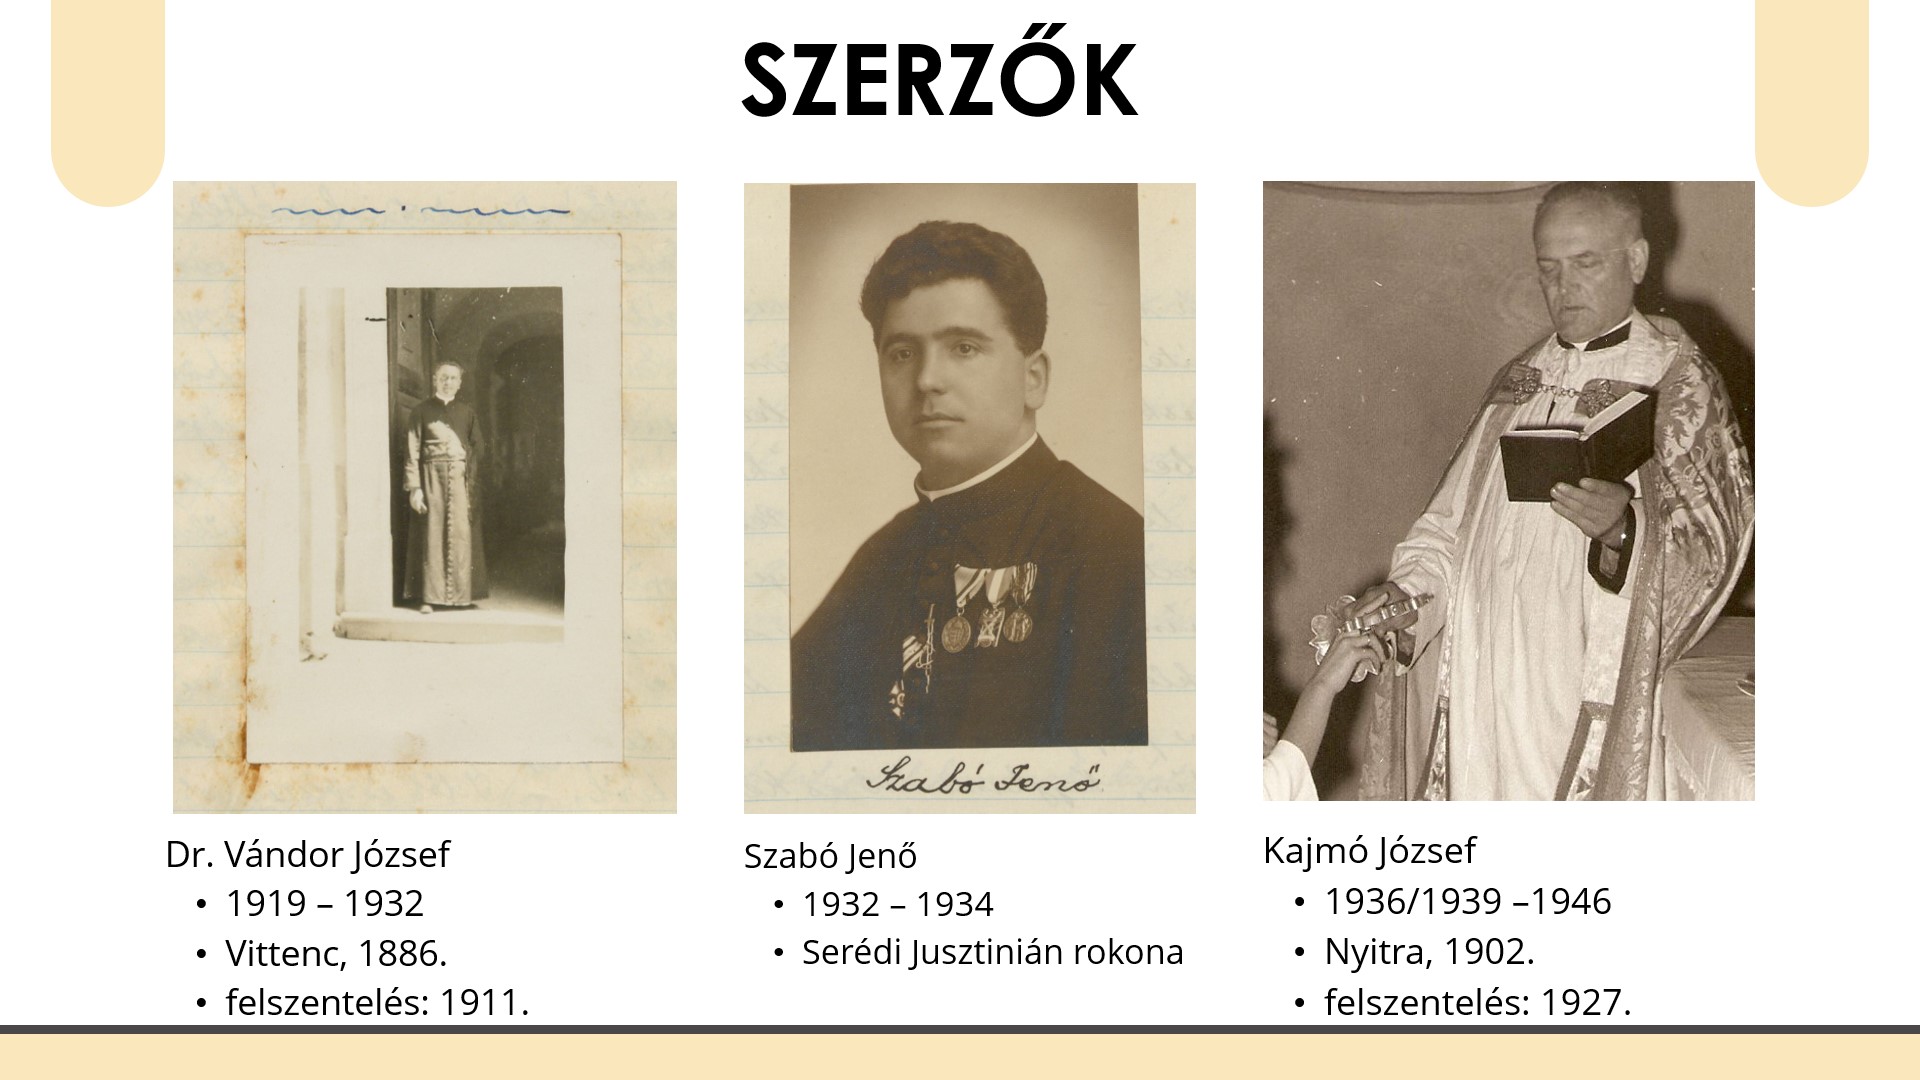 SZERZŐK
Szabó Jenő
Dr. Vándor József
• 1919 – 1932
• Vittenc, 1886.
• felszentelés: 1911.
Szabó Jenő
• 1932 – 1934
• Serédi Jusztinián rokona
Kajmó József
• 1936/1939 –1946
• Nyitra, 1902.
• felszentelés: 1927.